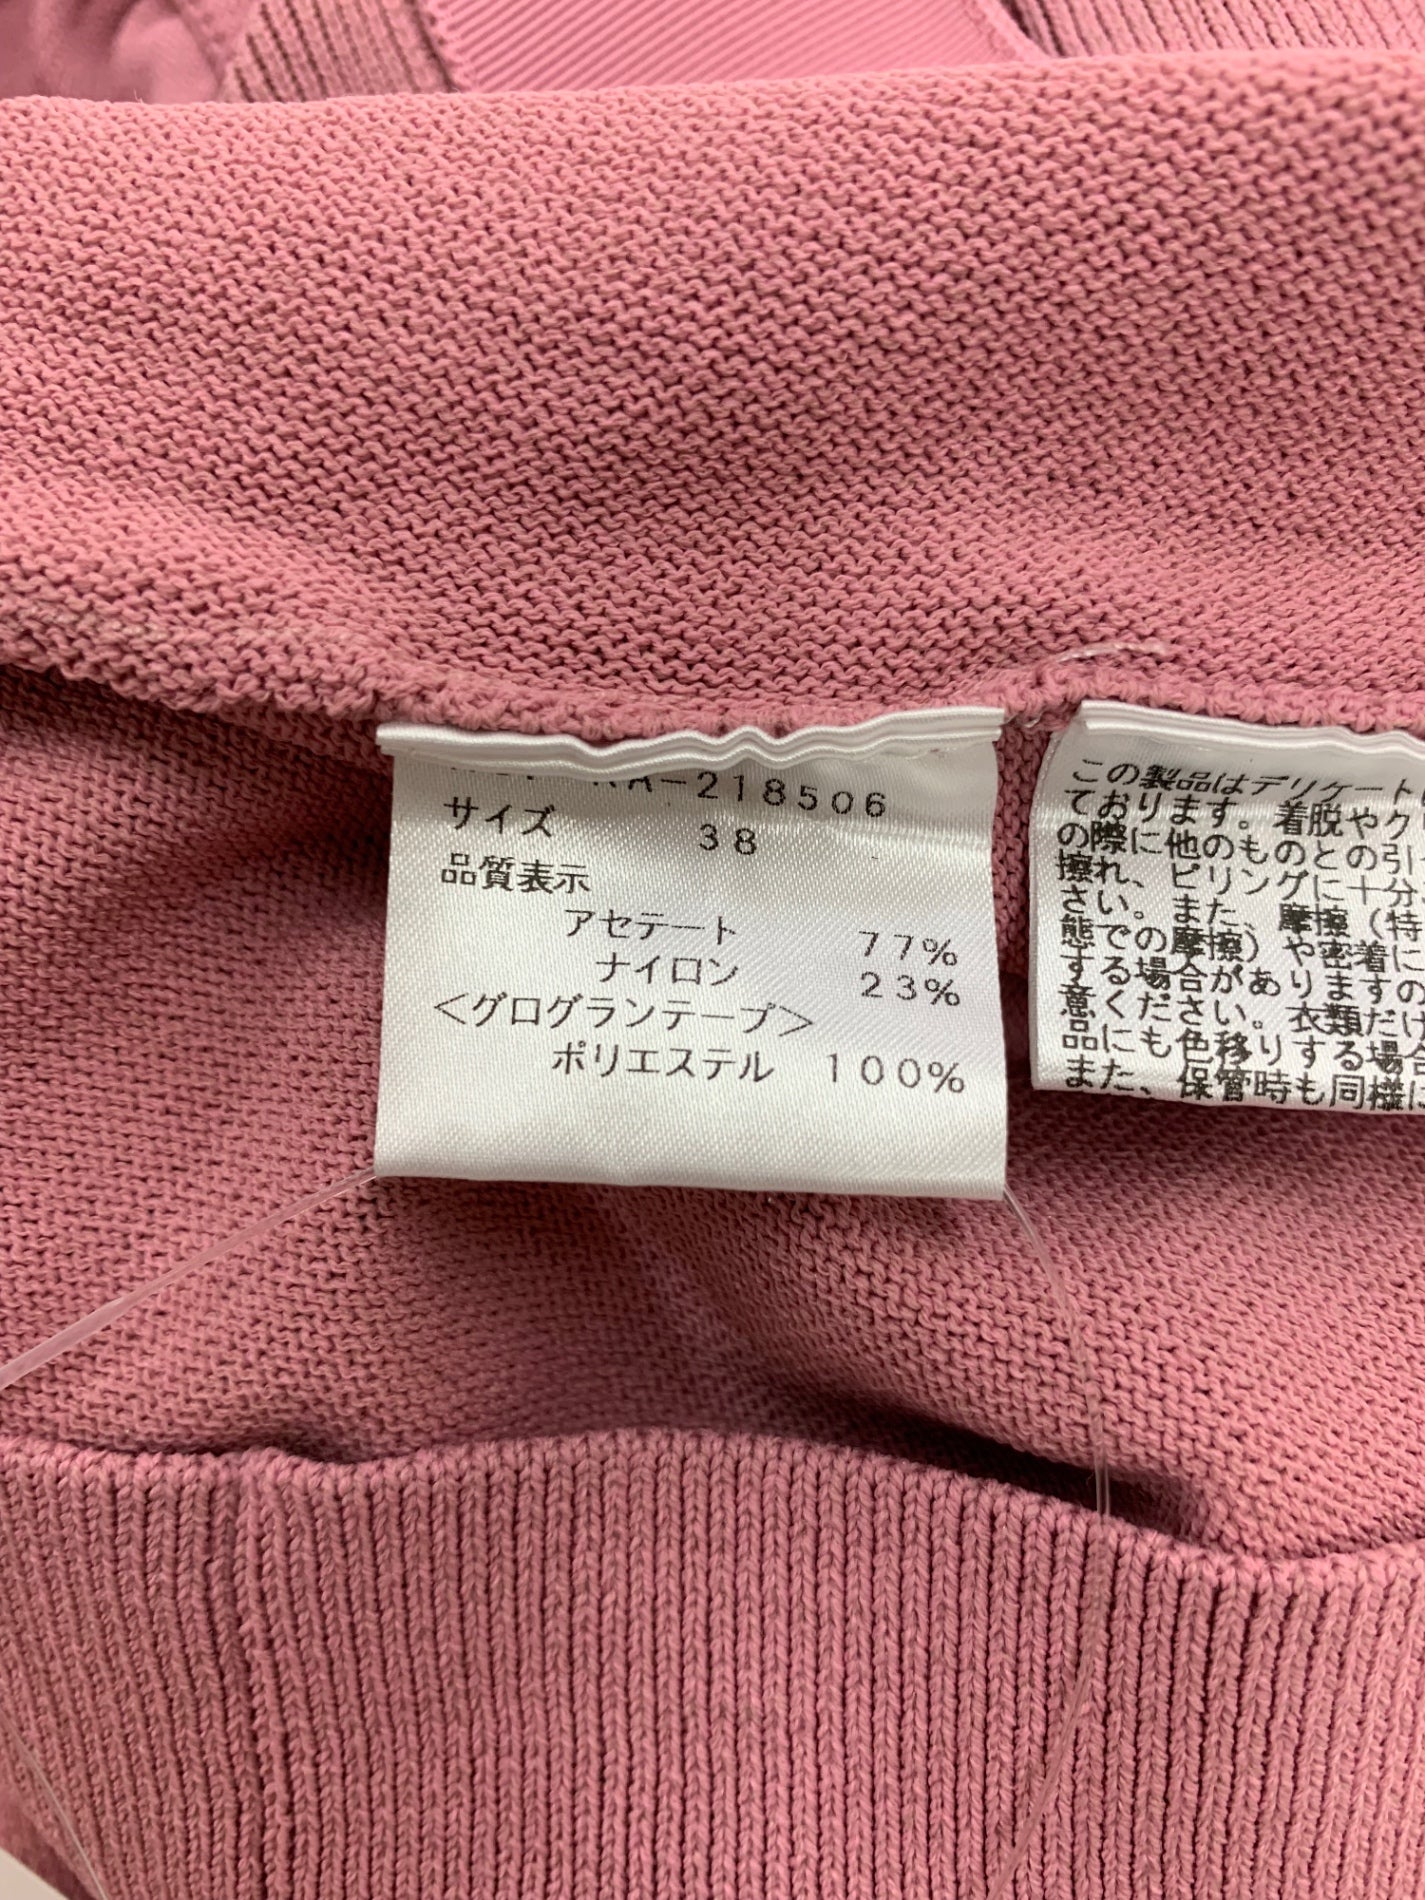 KA-218506
サイズ 38
品質表示
アセテート 77%
ナイロン 23%
<グログランテープ>
ポリエステル 100%
この製品はデリケート
ております。着脱やク
の際に他のものとの引
擦れ、ピリングに十分
さい。また、摩擦(特
態での摩擦)や密着に
する場合がありますの
意ください。衣類だけ
品にも色移りする場合
また、保管時も同様に